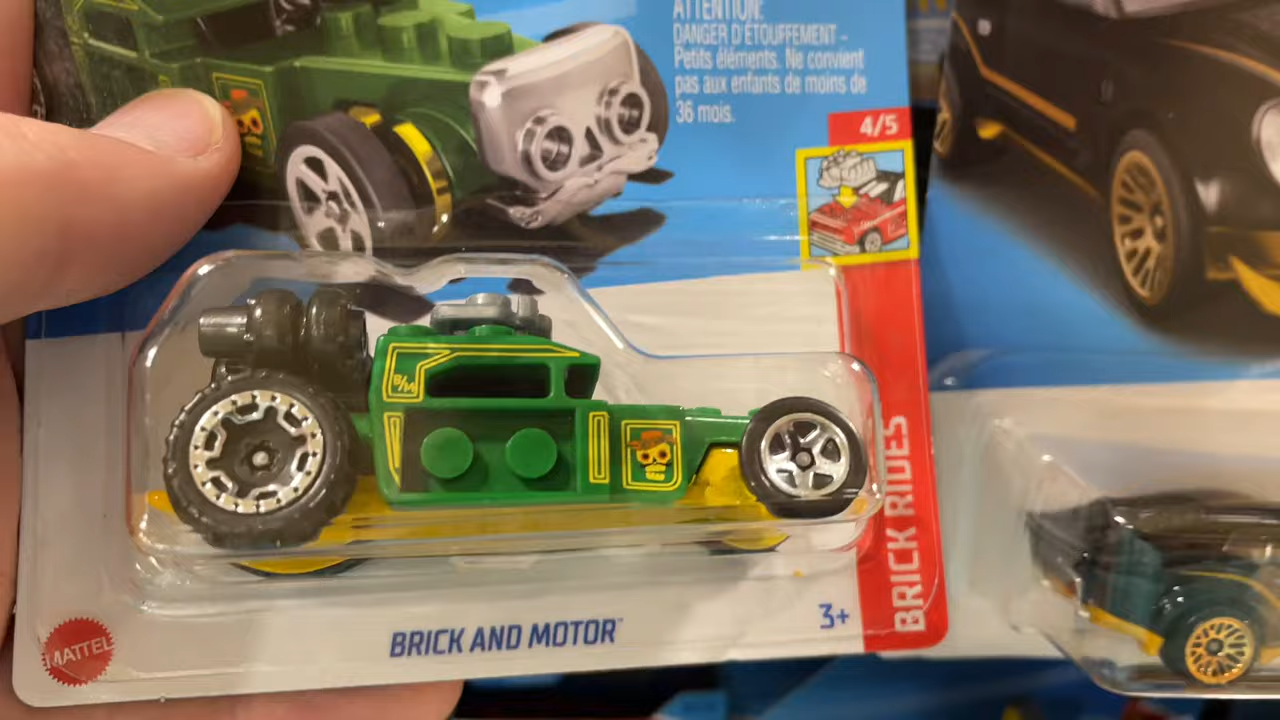 ATTENTION:
DANGER D'ÉTOUFFEMENT –
Petits éléments. Ne convient
pas aux enfants de moins de
36 mois.
4/5
B/M
BRICK RIDES
BRICK AND MOTOR™
3+
MATTEL